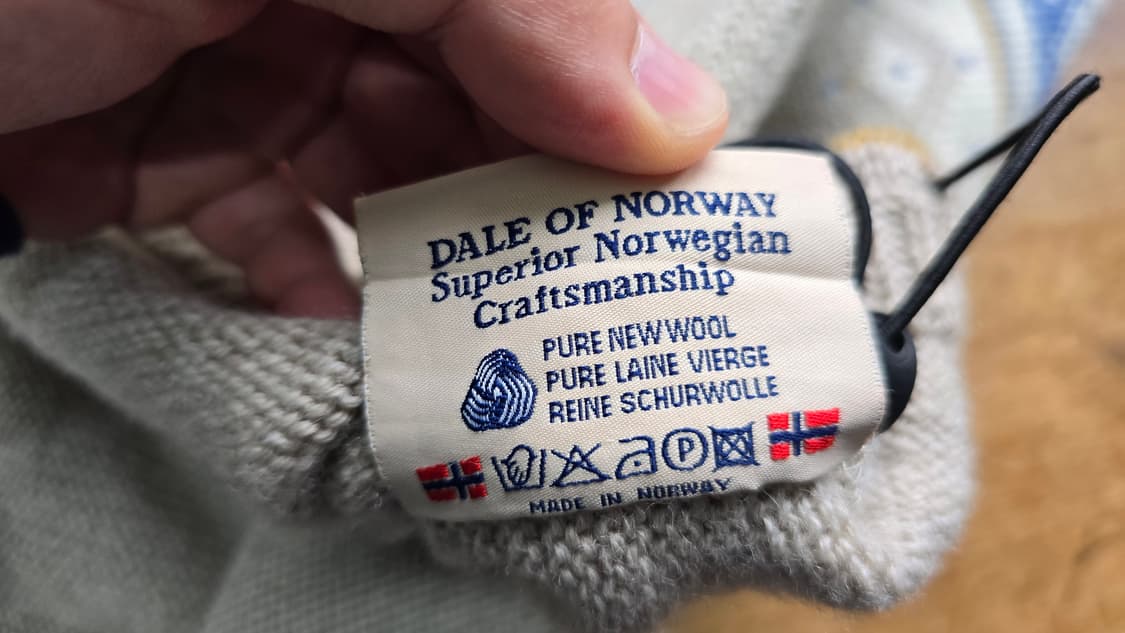 DALE OF NORWAY
Superior Norwegian
Craftsmanship
PURE NEW WOOL
PURE LAINE VIERGE
REINE SCHURWOLLE
P
MADE IN NORWAY